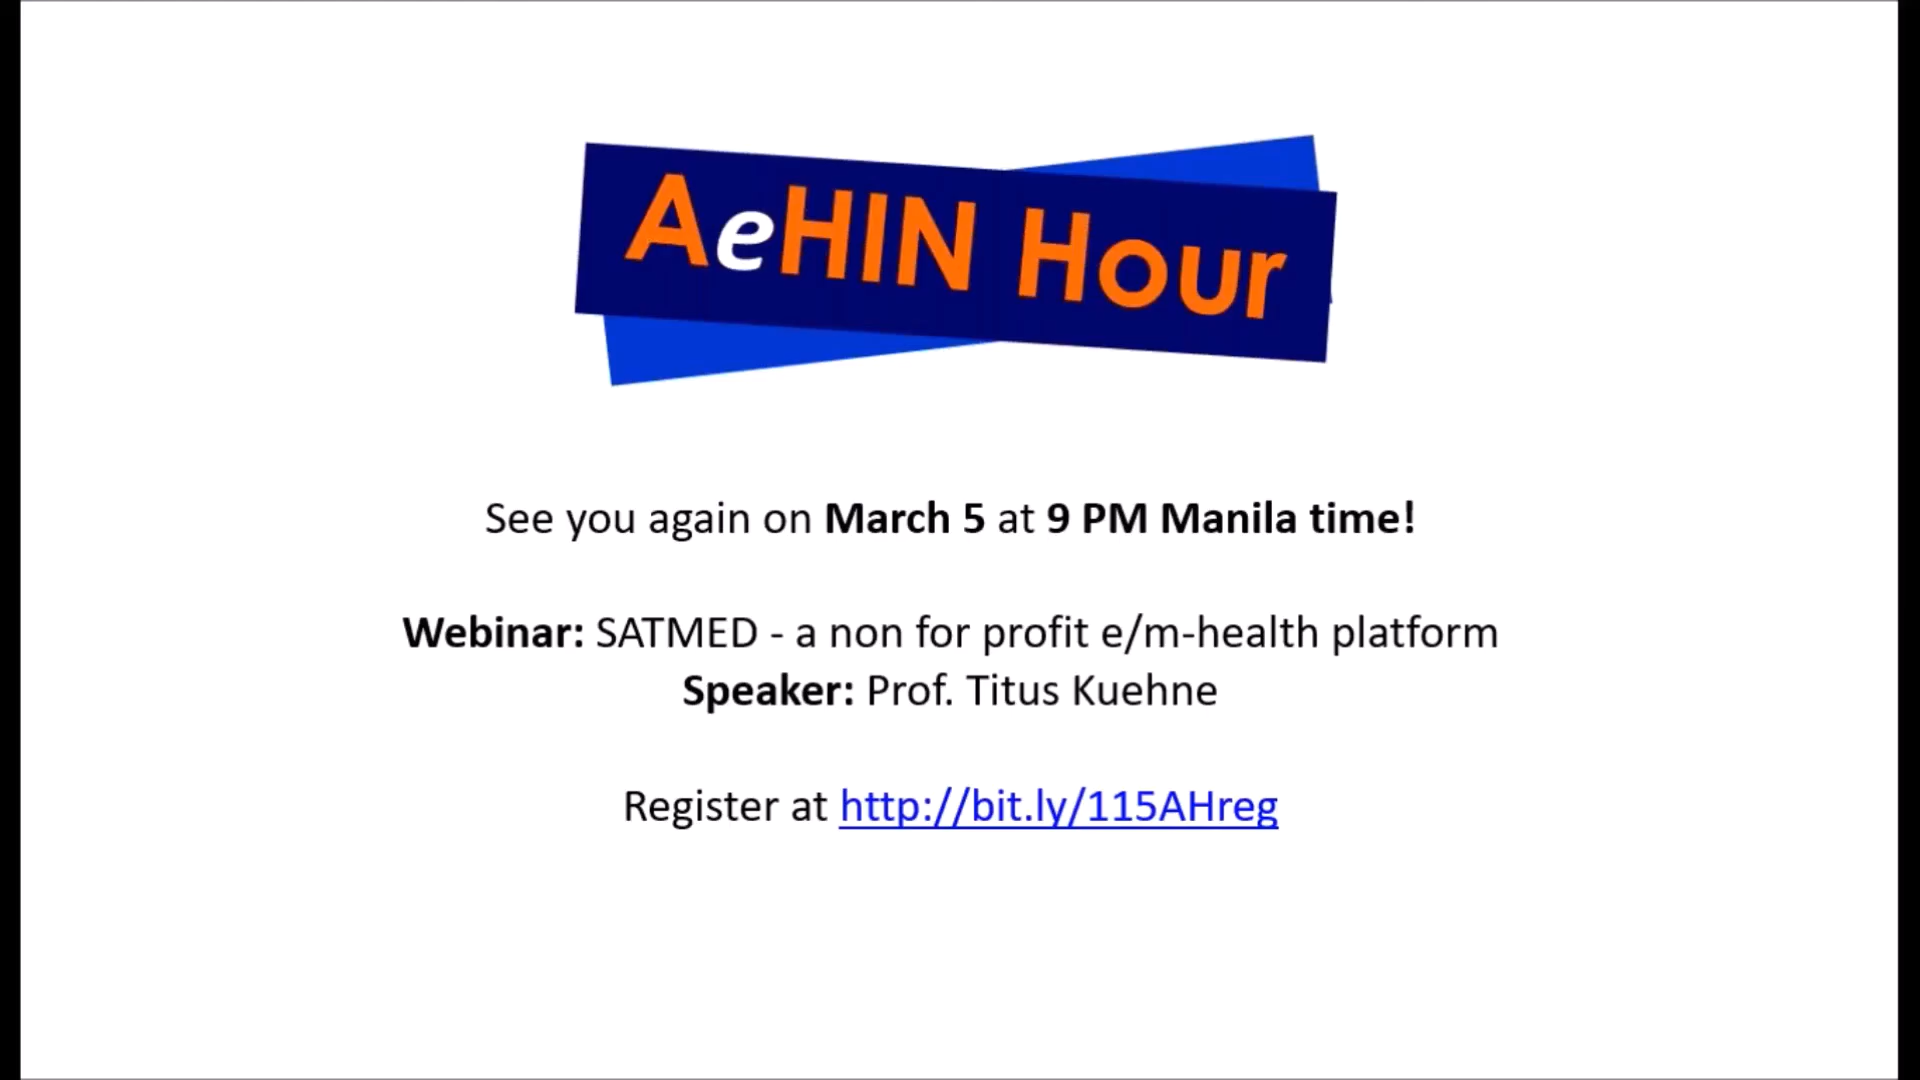 AeHIN Hour
See you again on March 5 at 9 PM Manila time!
Webinar: SATMED - a non for profit e/m-health platform
Speaker: Prof. Titus Kuehne
Register at http://bit.ly/115AHreg